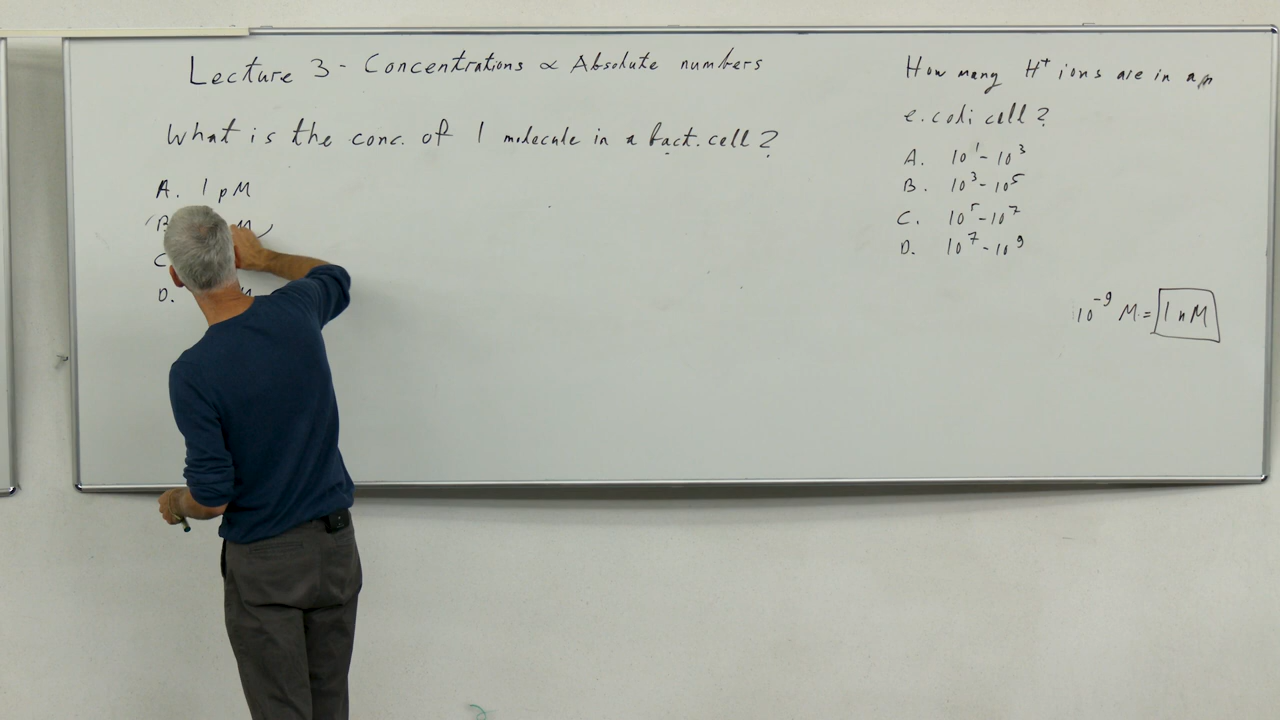 Lecture 3 - Concentrations ∝ Absolute numbers
What is the conc. of 1 molecule in a bact. cell?
A. 1 pM
B M
C
D. M
How many H⁺ ions are in an
e.coli cell?
A. 10¹ - 10³
B. 10³ - 10⁵
C. 10⁵ - 10⁷
D. 10⁷ - 10⁹
10⁻⁹ M = 1 nM